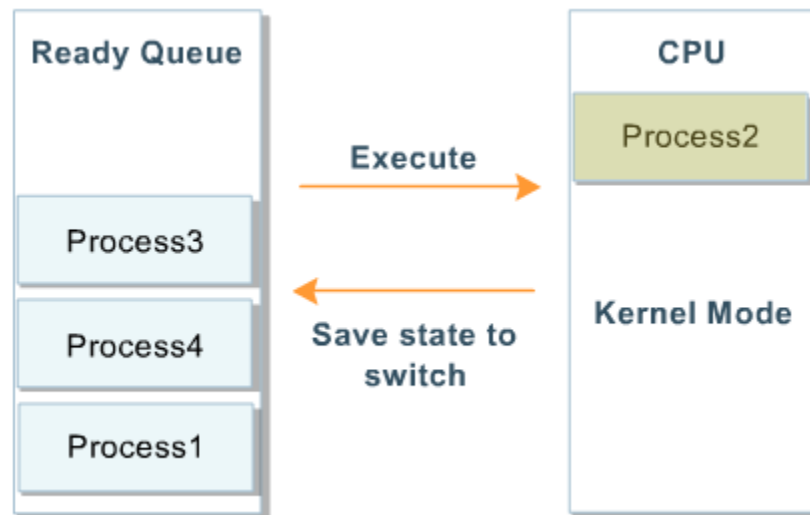 Ready Queue
Process3
Process4
Process1
Execute
Save state to
switch
CPU
Process2
Kernel Mode